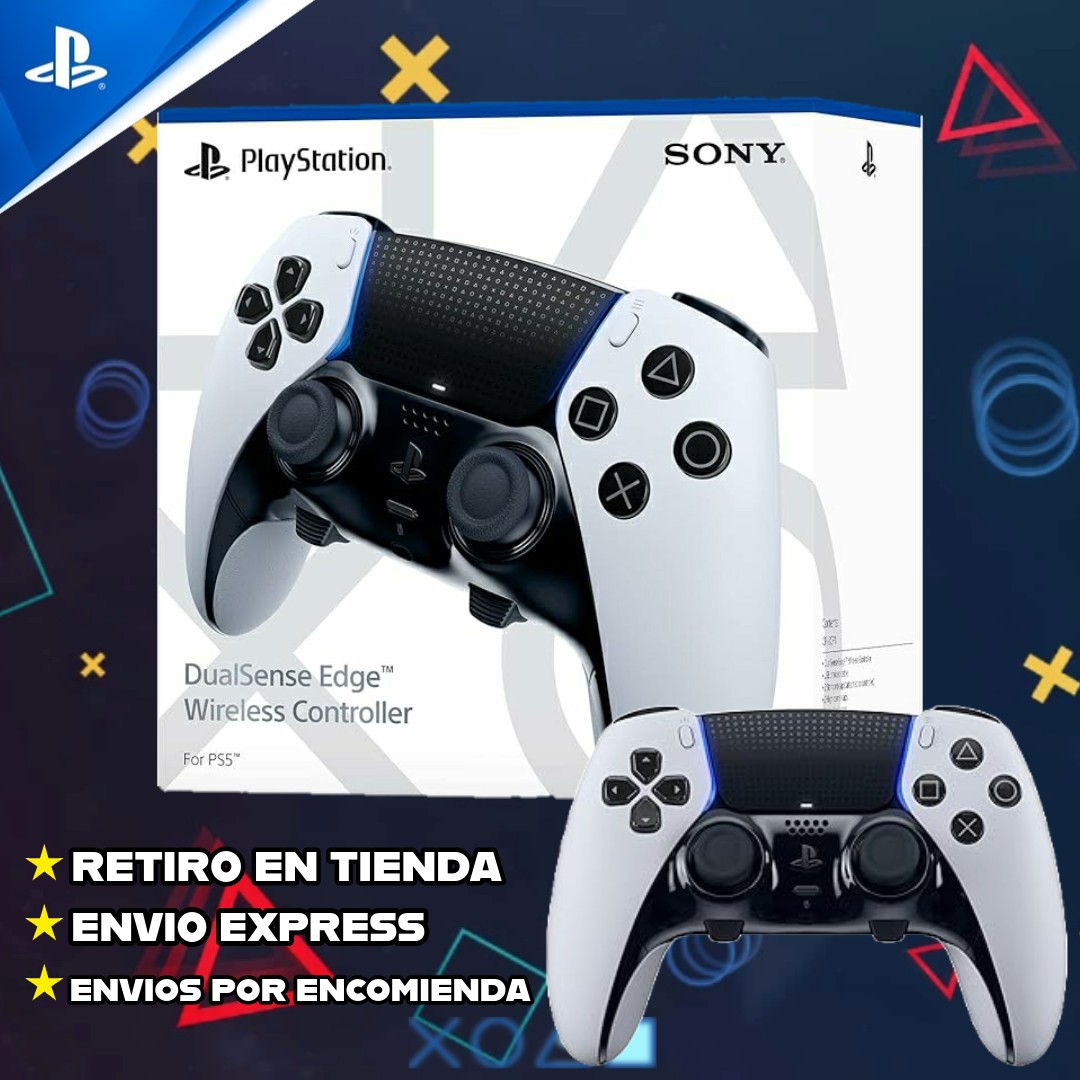 PlayStation
SONY
DualSense Edge™
Wireless Controller
For PS5™
RETIRO EN TIENDA
ENVIO EXPRESS
ENVIOS POR ENCOMIENDA